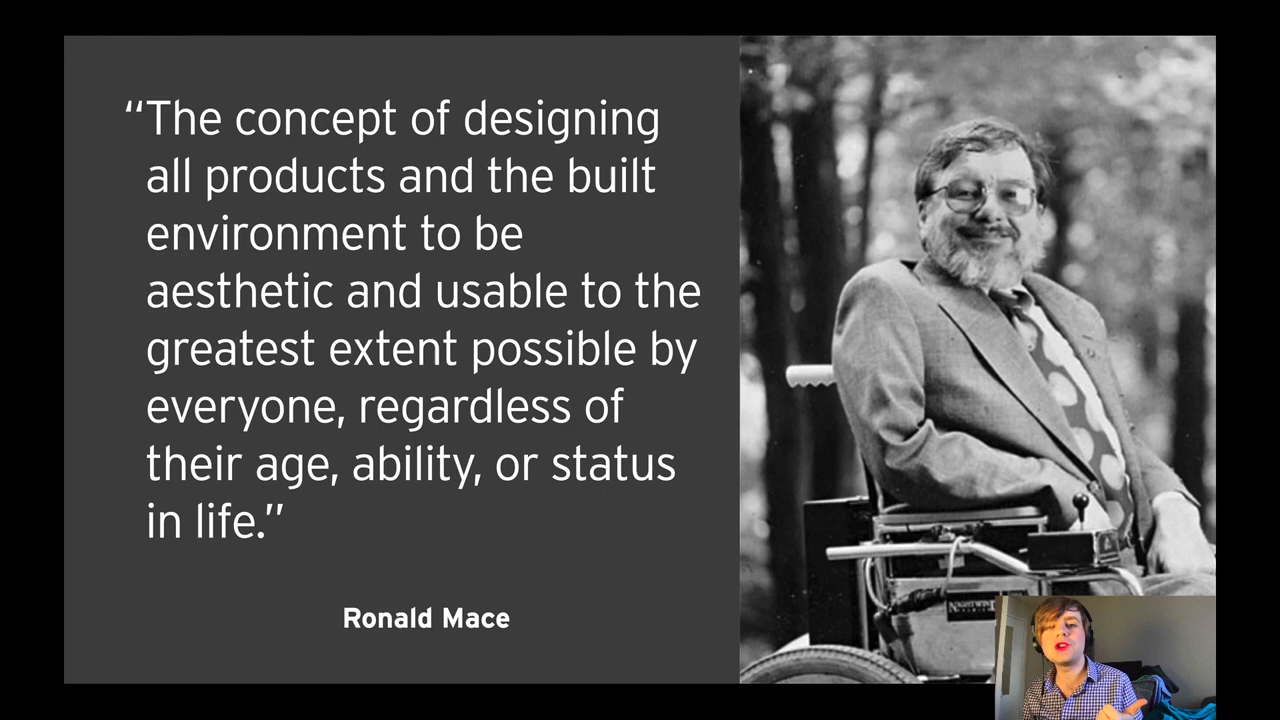 “The concept of designing
all products and the built
environment to be
aesthetic and usable to the
greatest extent possible by
everyone, regardless of
their age, ability, or status
in life.”
Ronald Mace